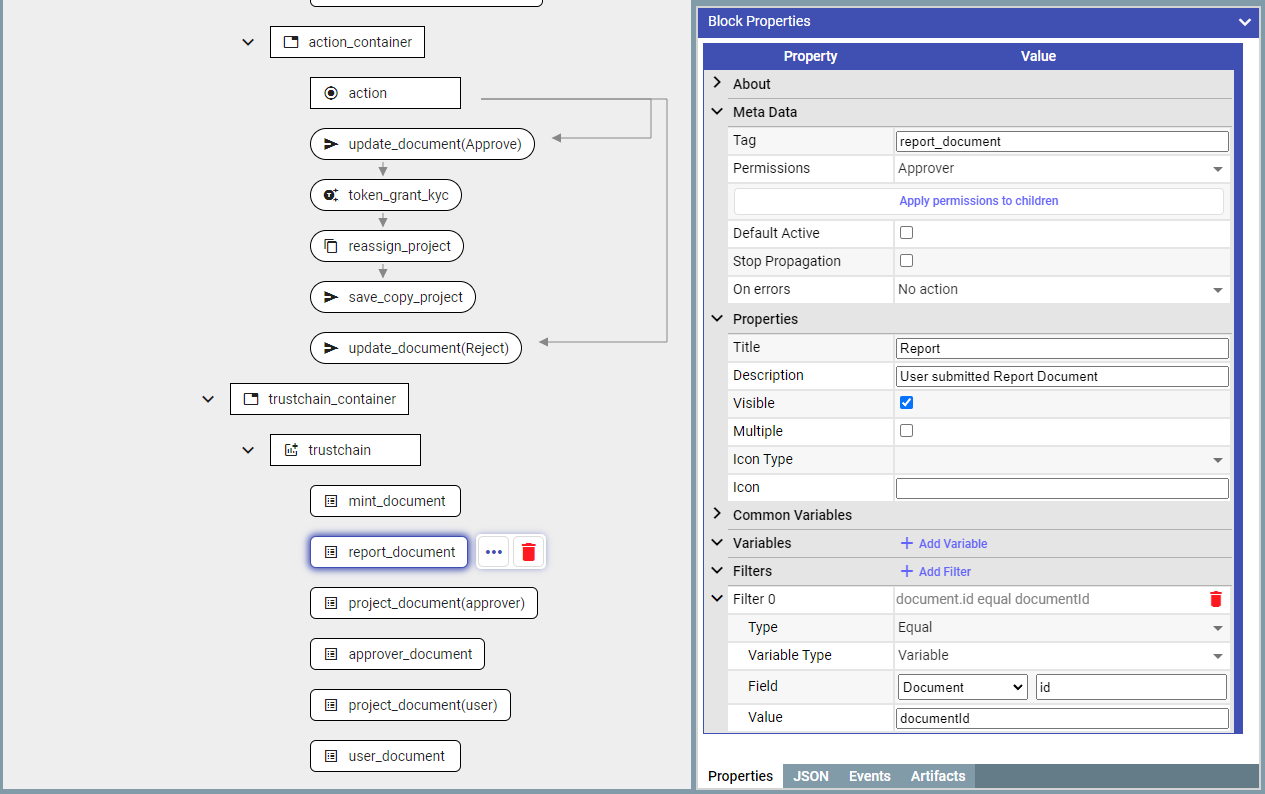 action_container
action
update_document(Approve)
token_grant_kyc
reassign_project
save_copy_project
update_document(Reject)
trustchain_container
trustchain
mint_document
report_document
project_document(approver)
approver_document
project_document(user)
user_document
Block Properties
Property Value
About
Meta Data
Tag report_document
Permissions Approver
Apply permissions to children
Default Active
Stop Propagation
On errors No action
Properties
Title Report
Description User submitted Report Document
Visible
Multiple
Icon Type
Icon
Common Variables
Variables Add Variable
Filters Add Filter
Filter 0 document.id equal documentId
Type Equal
Variable Type Variable
Field Document id
Value documentId
Properties JSON Events Artifacts